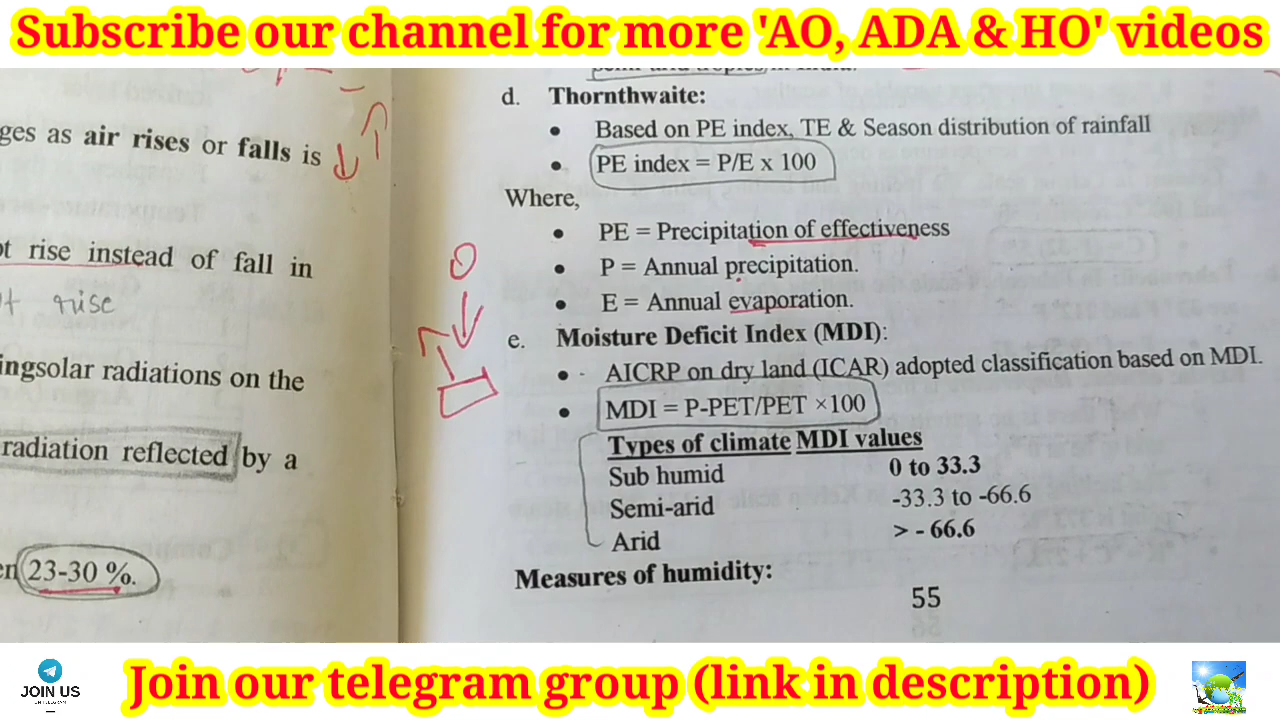 Subscribe our channel for more 'AO, ADA & HO' videos
ges as air rises or falls is
rise instead of fall in
rise
ingsolar radiations on the
radiation reflected by a
23-30 %.
d. Thornthwaite:
• Based on PE index, TE & Season distribution of rainfall
• PE index = P/E x 100
Where,
• PE = Precipitation of effectiveness
• P = Annual precipitation.
• E = Annual evaporation.
e. Moisture Deficit Index (MDI):
• AICRP on dry land (ICAR) adopted classification based on MDI.
• MDI = P-PET/PET ×100
Types of climate MDI values
Sub humid 0 to 33.3
Semi-arid -33.3 to -66.6
Arid > - 66.6
Measures of humidity:
55
JOIN US
Join our telegram group (link in description)